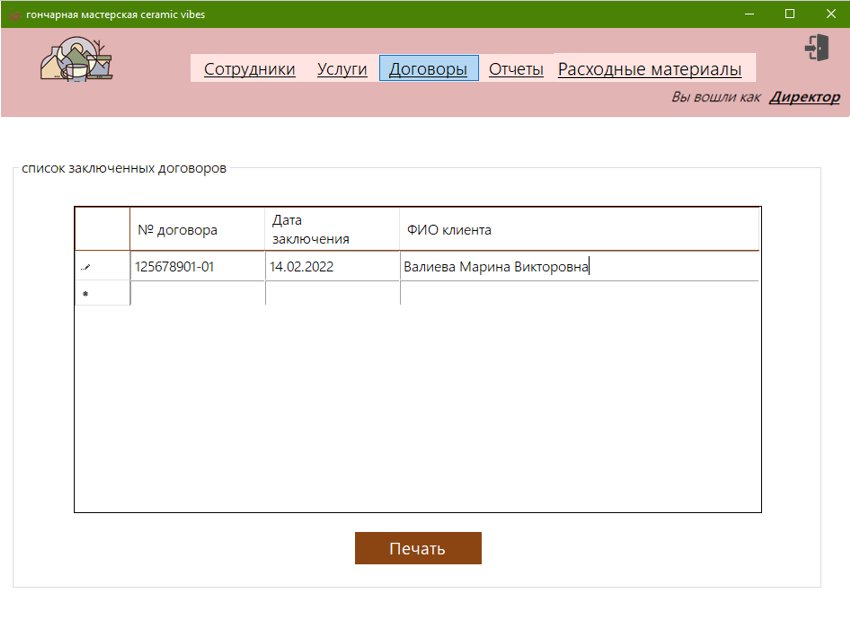 гончарная мастерская ceramic vibes
Сотрудники Услуги Договоры Отчеты Расходные материалы
Вы вошли как Директор
список заключенных договоров
№ договора Дата заключения ФИО клиента
125678901-01 14.02.2022 Валиева Марина Викторовна
Печать